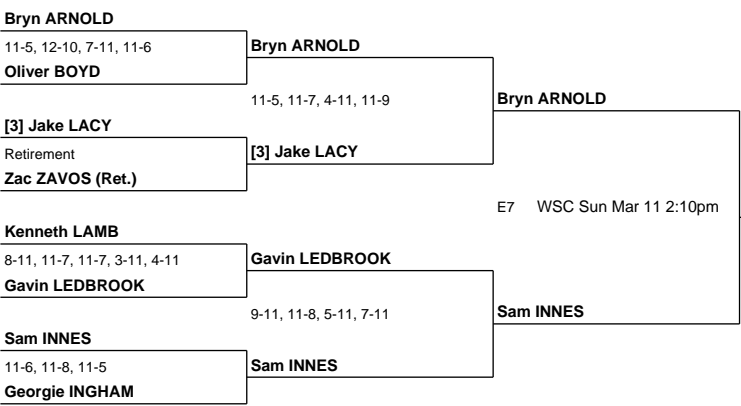 Bryn ARNOLD
11-5, 12-10, 7-11, 11-6
Bryn ARNOLD
Oliver BOYD
11-5, 11-7, 4-11, 11-9
Bryn ARNOLD
[3] Jake LACY
Retirement
[3] Jake LACY
Zac ZAVOS (Ret.)
E7 WSC Sun Mar 11 2:10pm
Kenneth LAMB
8-11, 11-7, 11-7, 3-11, 4-11
Gavin LEDBROOK
Gavin LEDBROOK
9-11, 11-8, 5-11, 7-11
Sam INNES
Sam INNES
11-6, 11-8, 11-5
Sam INNES
Georgie INGHAM